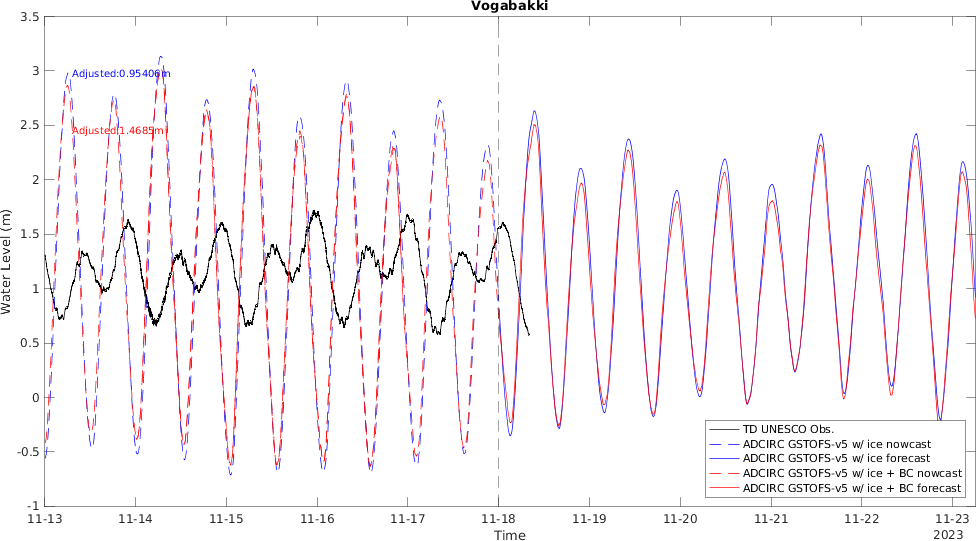 Vogabakki
3.5
3
2.5
2
1.5
1
0.5
0
-0.5
-1
Water Level (m)
Adjusted:0.95406m
Adjusted:1.4685m
TD UNESCO Obs.
ADCIRC GSTOFS-v5 w/ ice nowcast
ADCIRC GSTOFS-v5 w/ ice forecast
ADCIRC GSTOFS-v5 w/ ice + BC nowcast
ADCIRC GSTOFS-v5 w/ ice + BC forecast
11-13 11-14 11-15 11-16 11-17 11-18 11-19 11-20 11-21 11-22 11-23
Time
2023